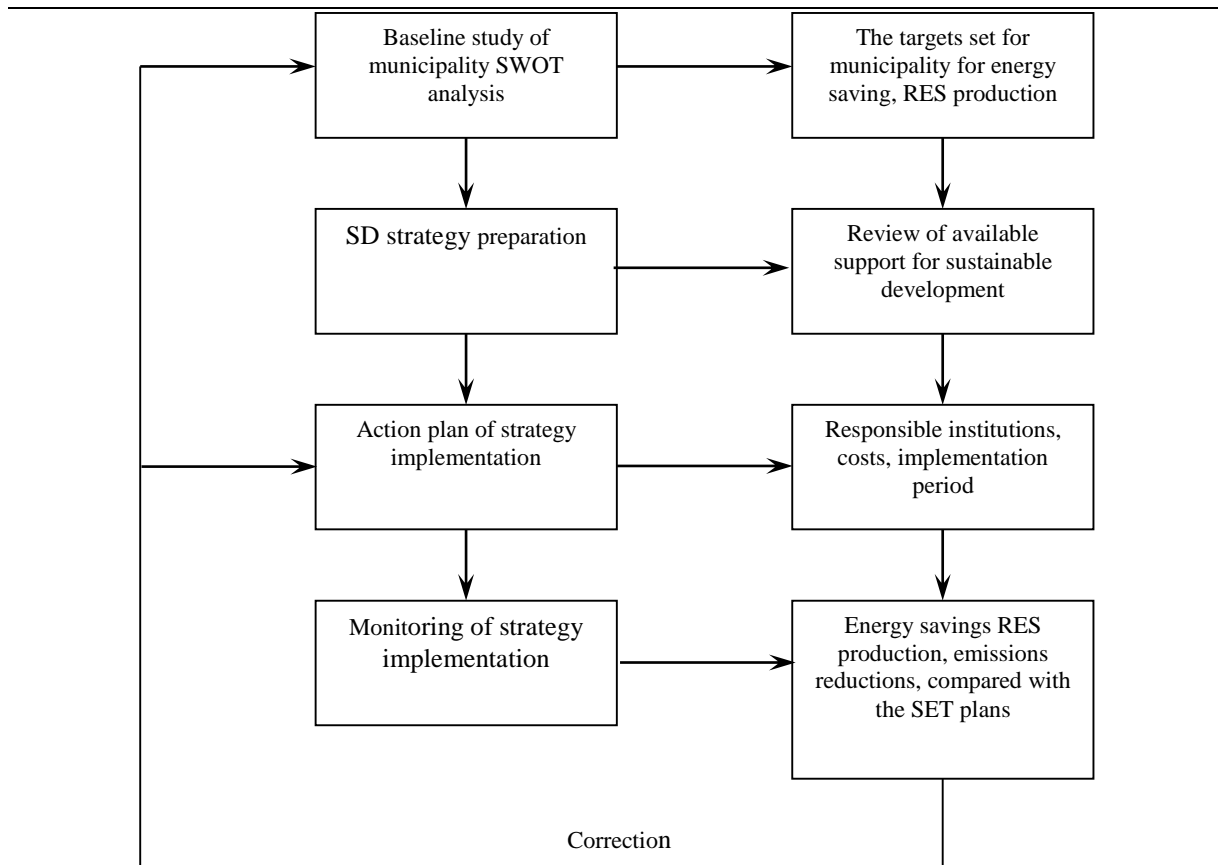 Baseline study of
municipality SWOT
analysis
The targets set for
municipality for energy
saving, RES production
SD strategy preparation
Review of available
support for sustainable
development
Action plan of strategy
implementation
Responsible institutions,
costs, implementation
period
Monitoring of strategy
implementation
Energy savings RES
production, emissions
reductions, compared with
the SET plans
Correction